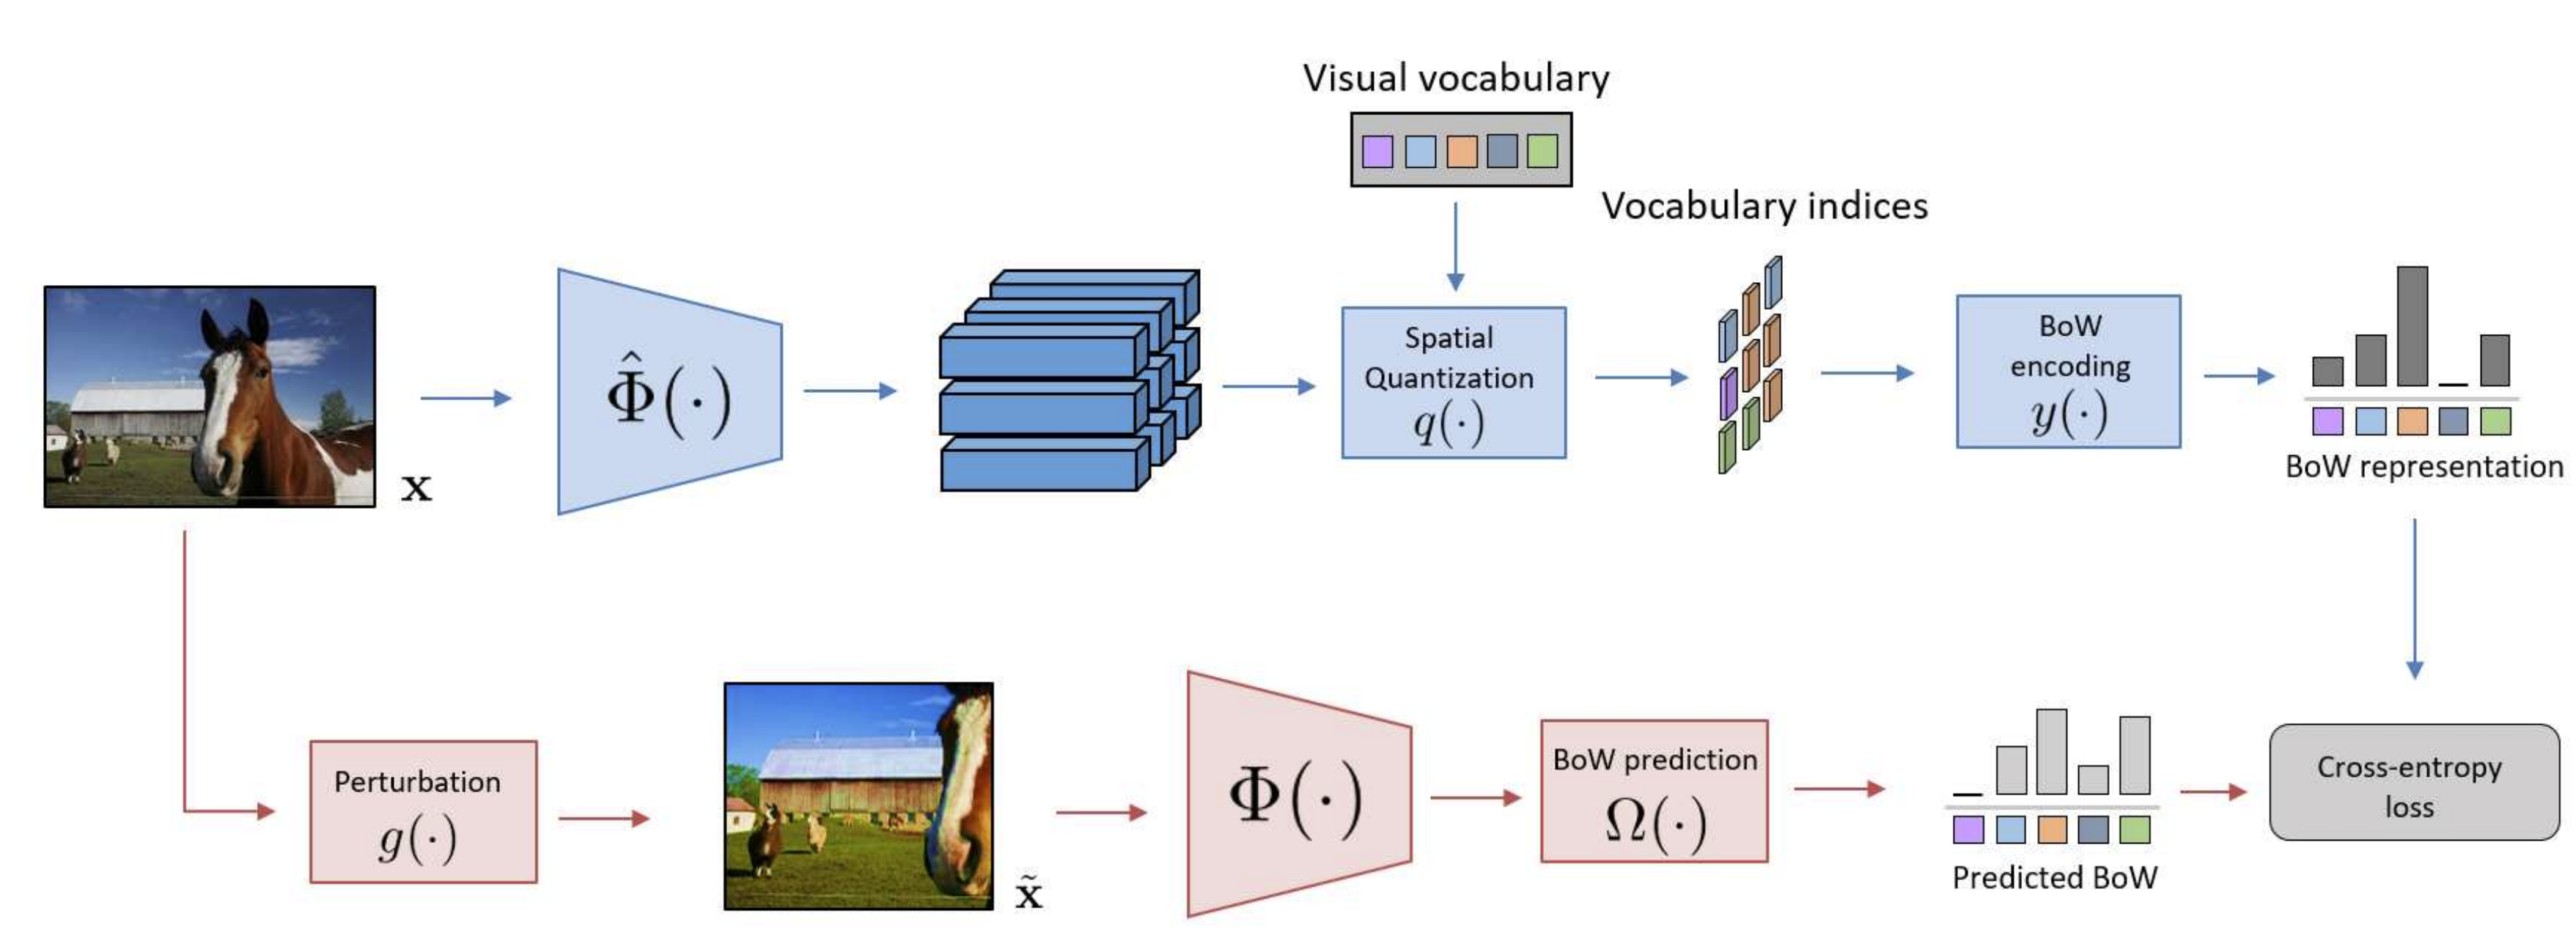 Visual vocabulary
Vocabulary indices
x
Φ̂(·)
Spatial
Quantization
q(·)
BoW
encoding
y(·)
BoW representation
Perturbation
g(·)
x̃
Φ(·)
BoW prediction
Ω(·)
Predicted BoW
Cross-entropy
loss